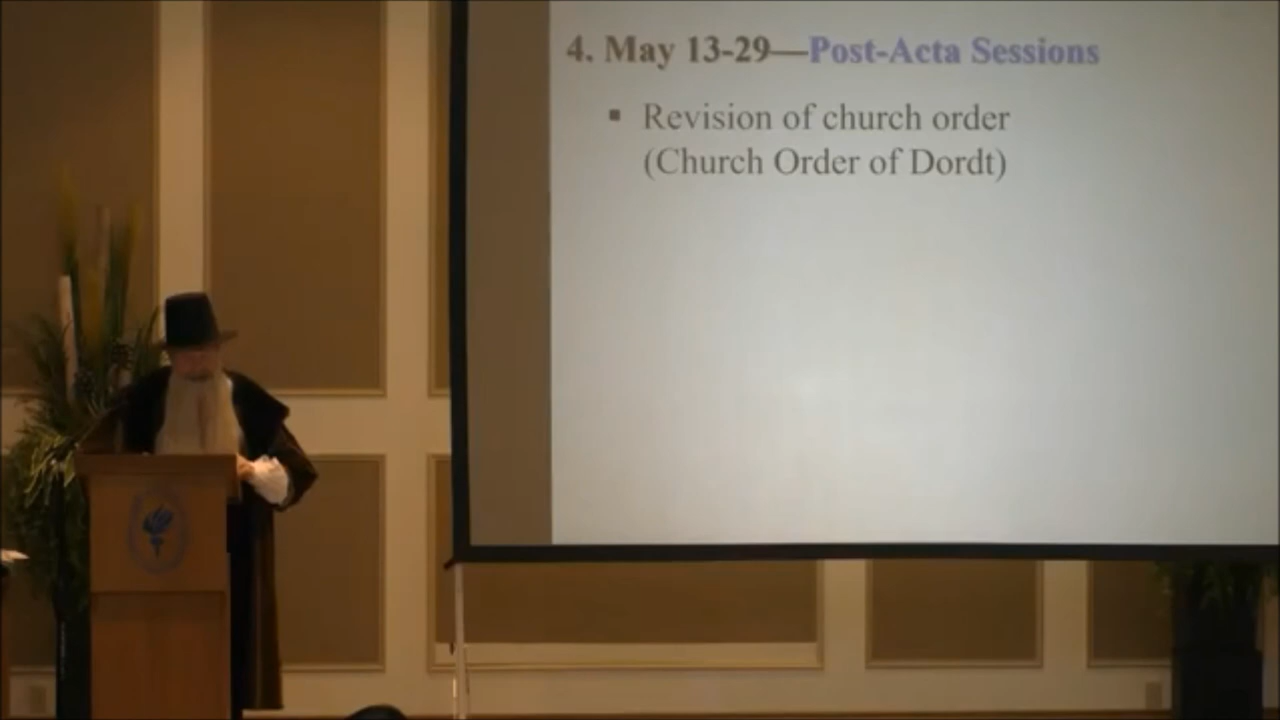 4. May 13-29—Post-Acta Sessions
▪ Revision of church order
(Church Order of Dordt)